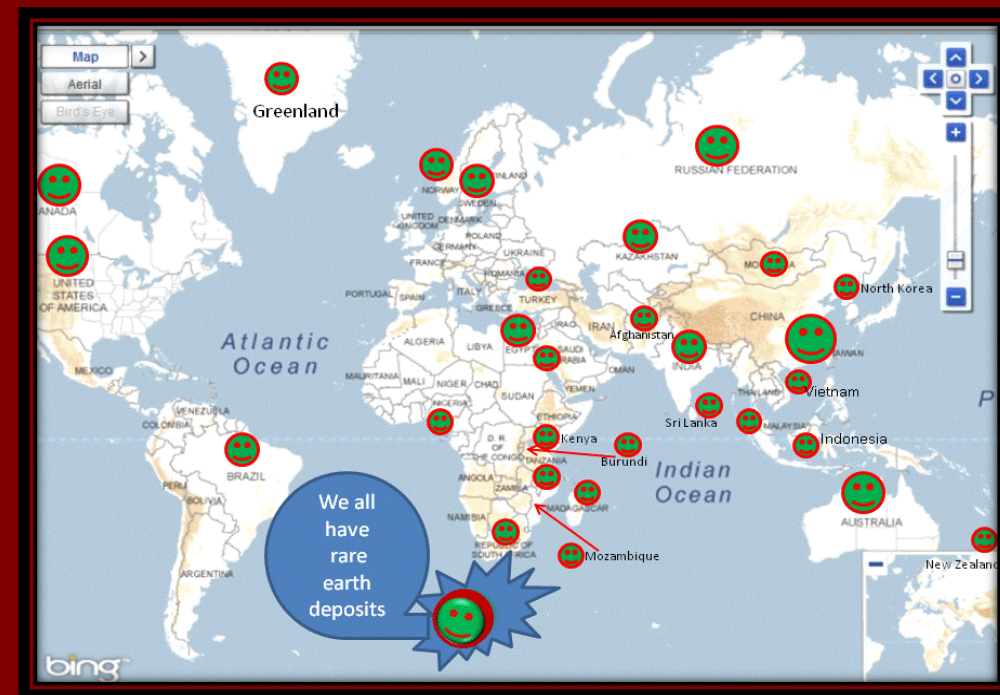 Map
>
Aerial
Bird's Eye
Greenland
RUSSIAN FEDERATION
NORWAY
FINLAND
SWEDEN
ANADA
UNITED
KINGDOM
DENMARK
POLAND
GERMANY
UKRAINE
FRANCE
KAZAKHSTAN
ROMANIA
UNITED
STATES
OF AMERICA
North Korea
PORTUGAL
SPAIN
ITALY
TURKEY
GREECE
CHINA
Atlantic
Ocean
ALGERIA
LIBYA
EGYPT
IRAQ
IRAN
Afghanistan
SAUDI
ARABIA
TAIWAN
MEXICO
INDIA
OMAN
MAURITANIA
MALI
NIGER
CHAD
SUDAN
YEMEN
THAILAND
Vietnam
VENEZUELA
NIGERIA
ETHIOPIA
Sri Lanka
MALAYSIA
COLOMBIA
D. R.
OF
THE CONGO
Kenya
Indonesia
BRAZIL
TANZANIA
Burundi
Indian
Ocean
PERU
ANGOLA
ZAMBIA
BOLIVIA
MADAGASCAR
NAMIBIA
AUSTRALIA
We all
have
rare
earth
deposits
REPUBLIC OF
SOUTH AFRICA
Mozambique
New Zealand
ARGENTINA
P
bing